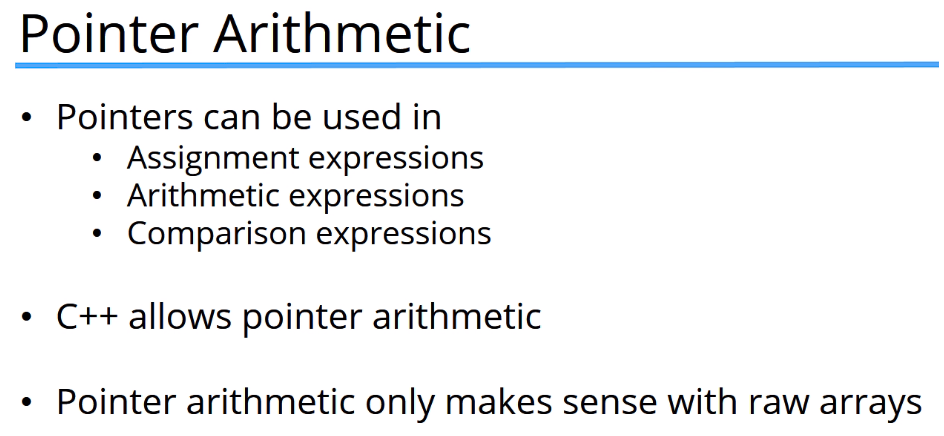 Pointer Arithmetic
• Pointers can be used in
• Assignment expressions
• Arithmetic expressions
• Comparison expressions
• C++ allows pointer arithmetic
• Pointer arithmetic only makes sense with raw arrays